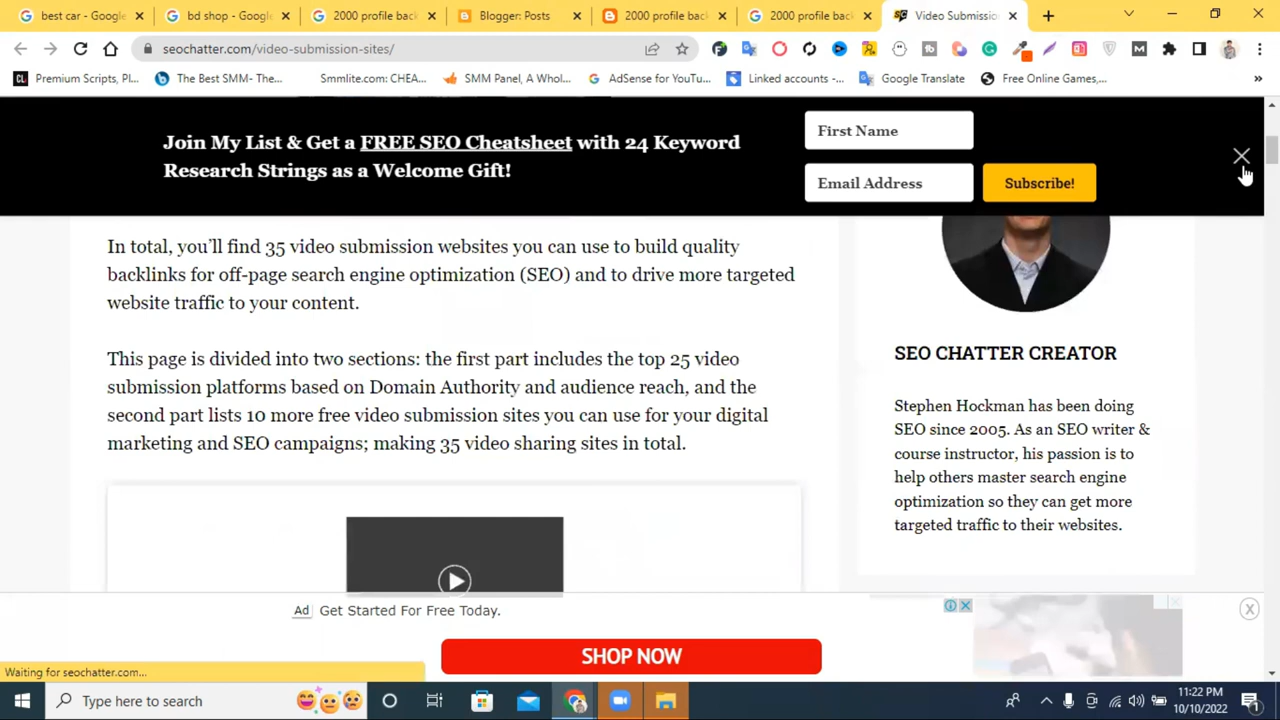 best car - Google
bd shop - Google
2000 profile back
Blogger: Posts
2000 profile back
2000 profile back
Video Submission
seochatter.com/video-submission-sites/
Premium Scripts, Pl...
The Best SMM- The...
Smmlite.com: CHEA...
SMM Panel, A Whol...
AdSense for YouTu...
Linked accounts -...
Google Translate
Free Online Games,...
»
Join My List & Get a FREE SEO Cheatsheet with 24 Keyword
Research Strings as a Welcome Gift!
First Name
Email Address
Subscribe!
In total, you'll find 35 video submission websites you can use to build quality
backlinks for off-page search engine optimization (SEO) and to drive more targeted
website traffic to your content.
This page is divided into two sections: the first part includes the top 25 video
submission platforms based on Domain Authority and audience reach, and the
second part lists 10 more free video submission sites you can use for your digital
marketing and SEO campaigns; making 35 video sharing sites in total.
SEO CHATTER CREATOR
Stephen Hockman has been doing
SEO since 2005. As an SEO writer &
course instructor, his passion is to
help others master search engine
optimization so they can get more
targeted traffic to their websites.
Ad Get Started For Free Today.
SHOP NOW
Waiting for seochatter.com...
Type here to search
11:22 PM
10/10/2022